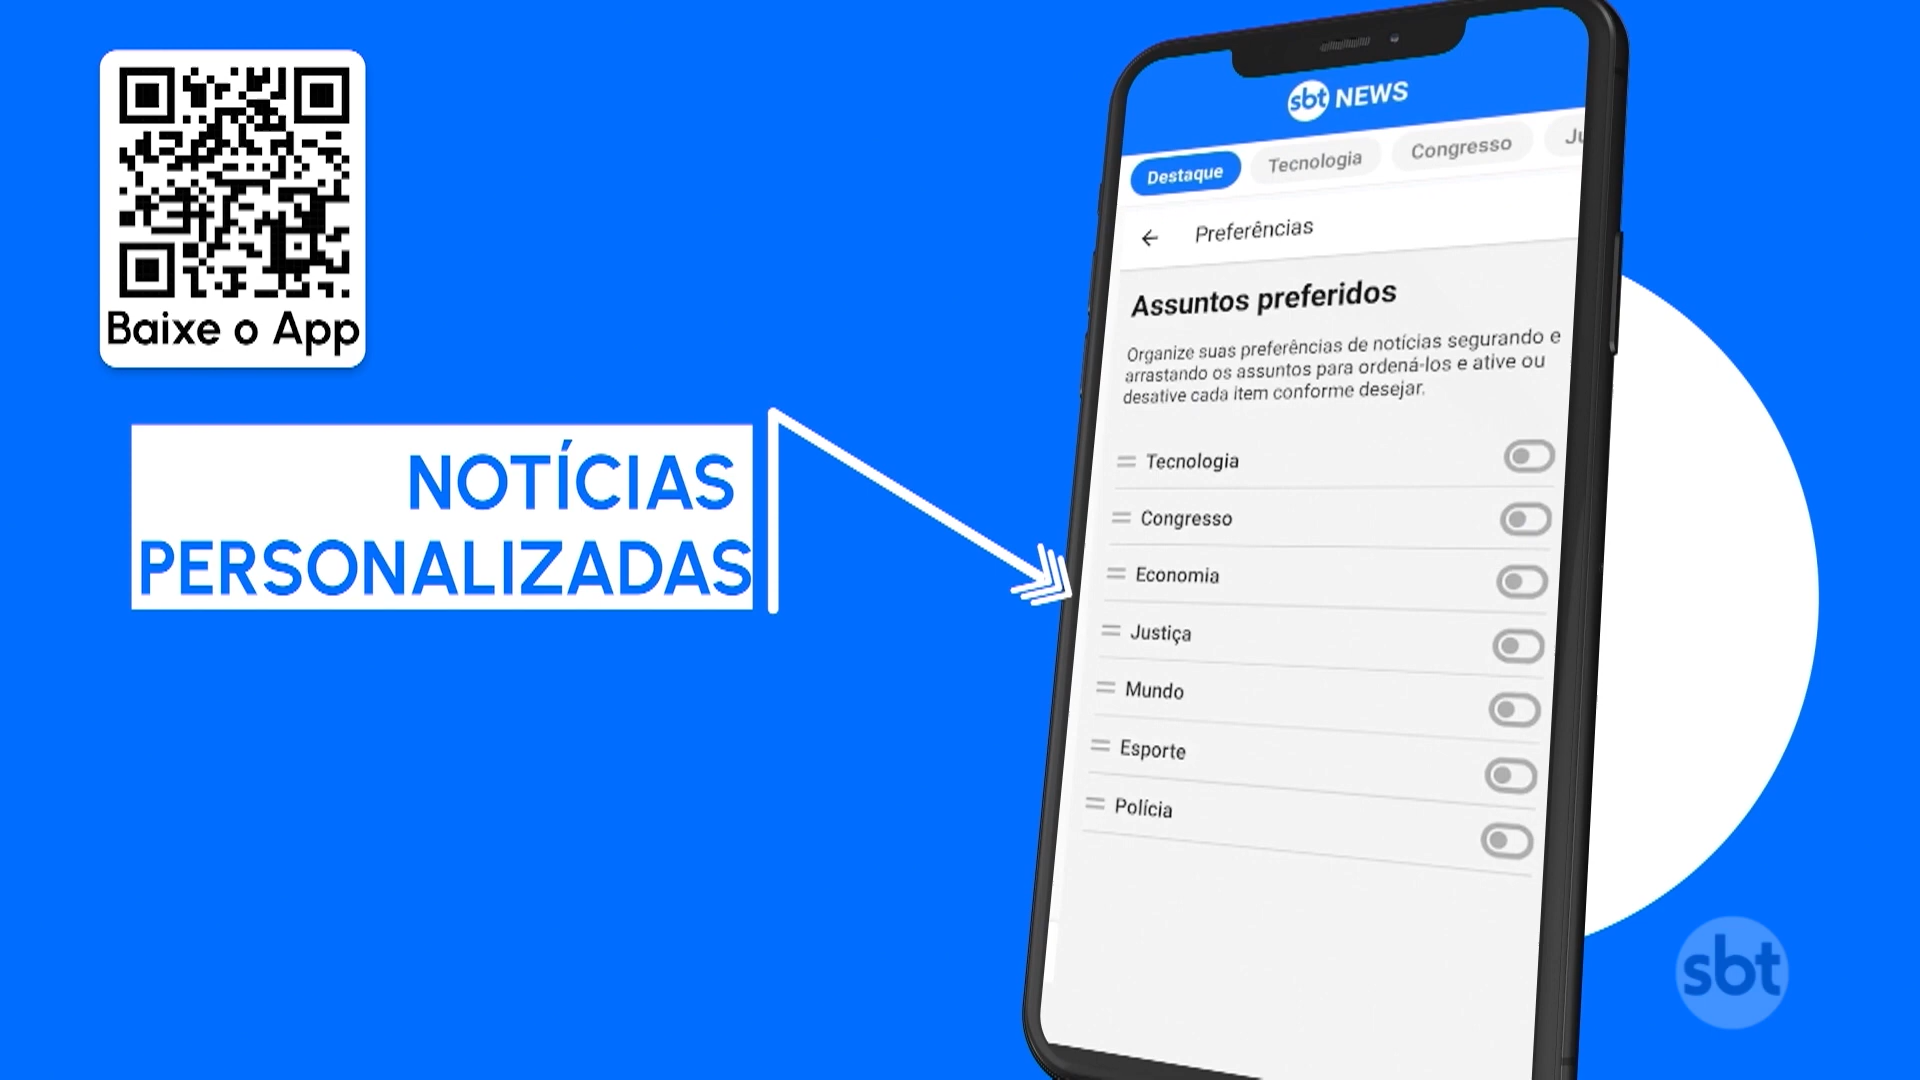 Baixe o App
NOTÍCIAS
PERSONALIZADAS
sbt NEWS
Destaque
Tecnologia
Congresso
Ju
Preferências
Assuntos preferidos
Organize suas preferências de notícias segurando e
arrastando os assuntos para ordená-los e ative ou
desative cada item conforme desejar.
Tecnologia
Congresso
Economia
Justiça
Mundo
Esporte
Polícia
sbt